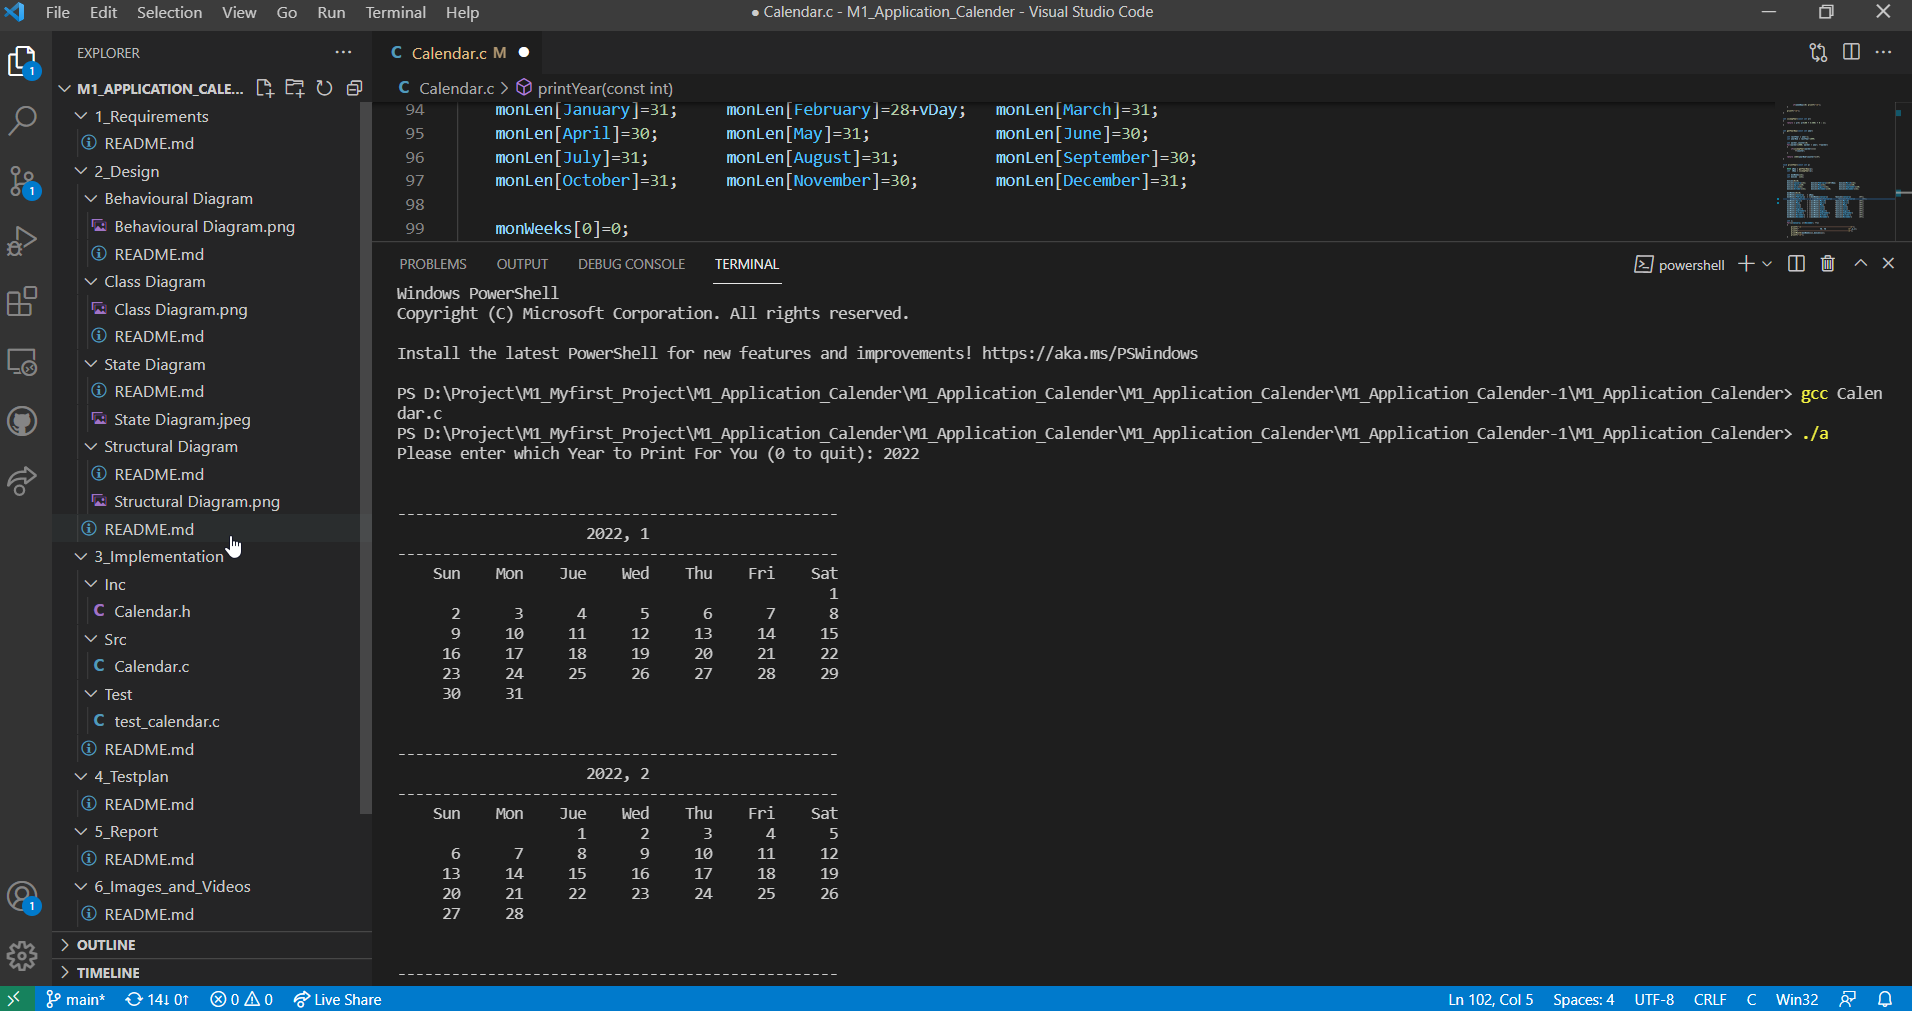 File Edit Selection View Go Run Terminal Help
● Calendar.c - M1_Application_Calender - Visual Studio Code
EXPLORER
M1_APPLICATION_CALE...
1_Requirements
README.md
2_Design
Behavioural Diagram
Behavioural Diagram.png
README.md
Class Diagram
Class Diagram.png
README.md
State Diagram
README.md
State Diagram.jpeg
Structural Diagram
README.md
Structural Diagram.png
README.md
3_Implementation
Inc
C Calendar.h
Src
C Calendar.c
Test
C test_calendar.c
README.md
4_Testplan
README.md
5_Report
README.md
6_Images_and_Videos
README.md
OUTLINE
TIMELINE
1
1
1
C Calendar.c M ●
C Calendar.c > printYear(const int)
94 monLen[January]=31; monLen[February]=28+vDay; monLen[March]=31;
95 monLen[April]=30; monLen[May]=31; monLen[June]=30;
96 monLen[July]=31; monLen[August]=31; monLen[September]=30;
97 monLen[October]=31; monLen[November]=30; monLen[December]=31;
98
99 monWeeks[0]=0;
PROBLEMS OUTPUT DEBUG CONSOLE TERMINAL
powershell
Windows PowerShell
Copyright (C) Microsoft Corporation. All rights reserved.
Install the latest PowerShell for new features and improvements! https://aka.ms/PSWindows
PS D:\Project\M1_Myfirst_Project\M1_Application_Calender\M1_Application_Calender\M1_Application_Calender\M1_Application_Calender-1\M1_Application_Calender> gcc Calen
dar.c
PS D:\Project\M1_Myfirst_Project\M1_Application_Calender\M1_Application_Calender\M1_Application_Calender\M1_Application_Calender-1\M1_Application_Calender> ./a
Please enter which Year to Print For You (0 to quit): 2022
-------------------------------------------------
2022, 1
-------------------------------------------------
Sun Mon Jue Wed Thu Fri Sat
1
2 3 4 5 6 7 8
9 10 11 12 13 14 15
16 17 18 19 20 21 22
23 24 25 26 27 28 29
30 31
-------------------------------------------------
2022, 2
-------------------------------------------------
Sun Mon Jue Wed Thu Fri Sat
1 2 3 4 5
6 7 8 9 10 11 12
13 14 15 16 17 18 19
20 21 22 23 24 25 26
27 28
-------------------------------------------------
main* 14↓ 0↑ 0 0 Live Share
Ln 102, Col 5 Spaces: 4 UTF-8 CRLF C Win32